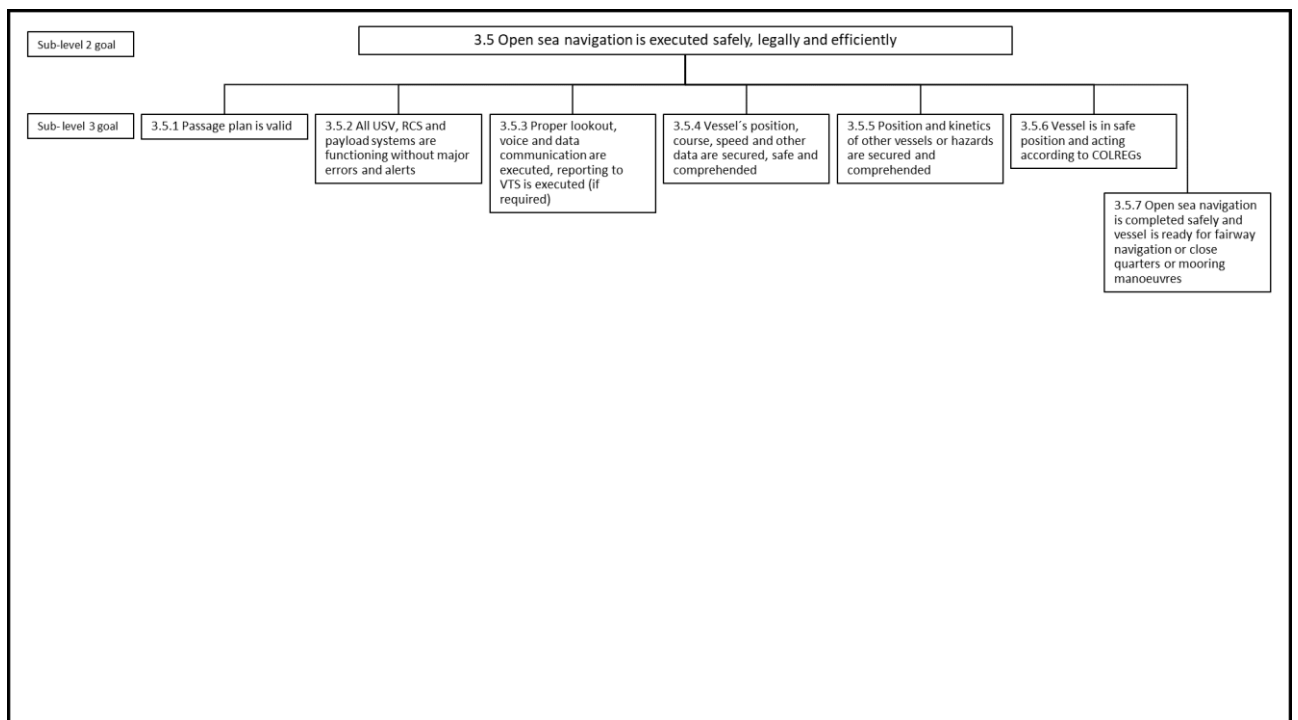 Sub-level 2 goal
3.5 Open sea navigation is executed safely, legally and efficiently
Sub- level 3 goal
3.5.1 Passage plan is valid
3.5.2 All USV, RCS and
payload systems are
functioning without major
errors and alerts
3.5.3 Proper lookout,
voice and data
communication are
executed, reporting to
VTS is executed (if
required)
3.5.4 Vessel´s position,
course, speed and other
data are secured, safe and
comprehended
3.5.5 Position and kinetics
of other vessels or hazards
are secured and
comprehended
3.5.6 Vessel is in safe
position and acting
according to COLREGs
3.5.7 Open sea navigation
is completed safely and
vessel is ready for fairway
navigation or close
quarters or mooring
manoeuvres